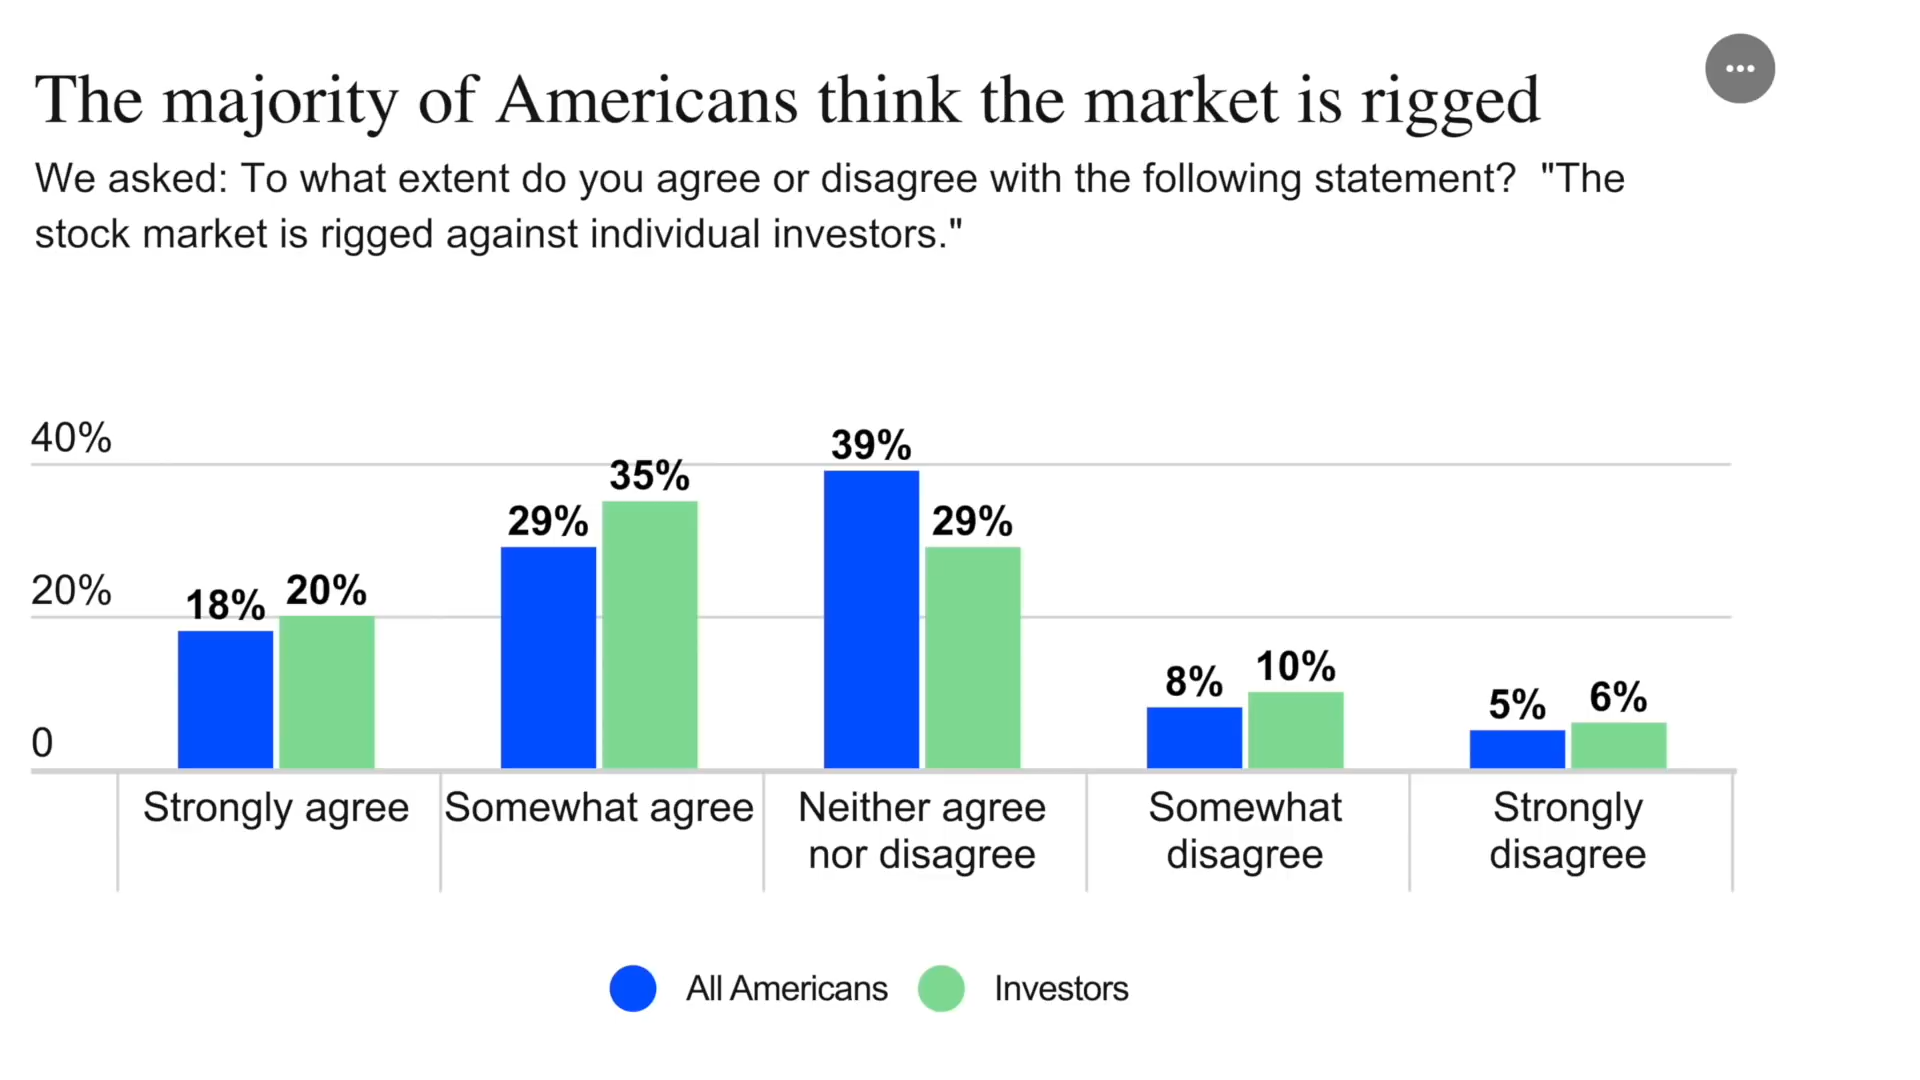 The majority of Americans think the market is rigged
We asked: To what extent do you agree or disagree with the following statement?  "The
stock market is rigged against individual investors."
40%
20%
0
18%
20%
29%
35%
39%
29%
8%
10%
5%
6%
Strongly agree
Somewhat agree
Neither agree
nor disagree
Somewhat
disagree
Strongly
disagree
All Americans
Investors